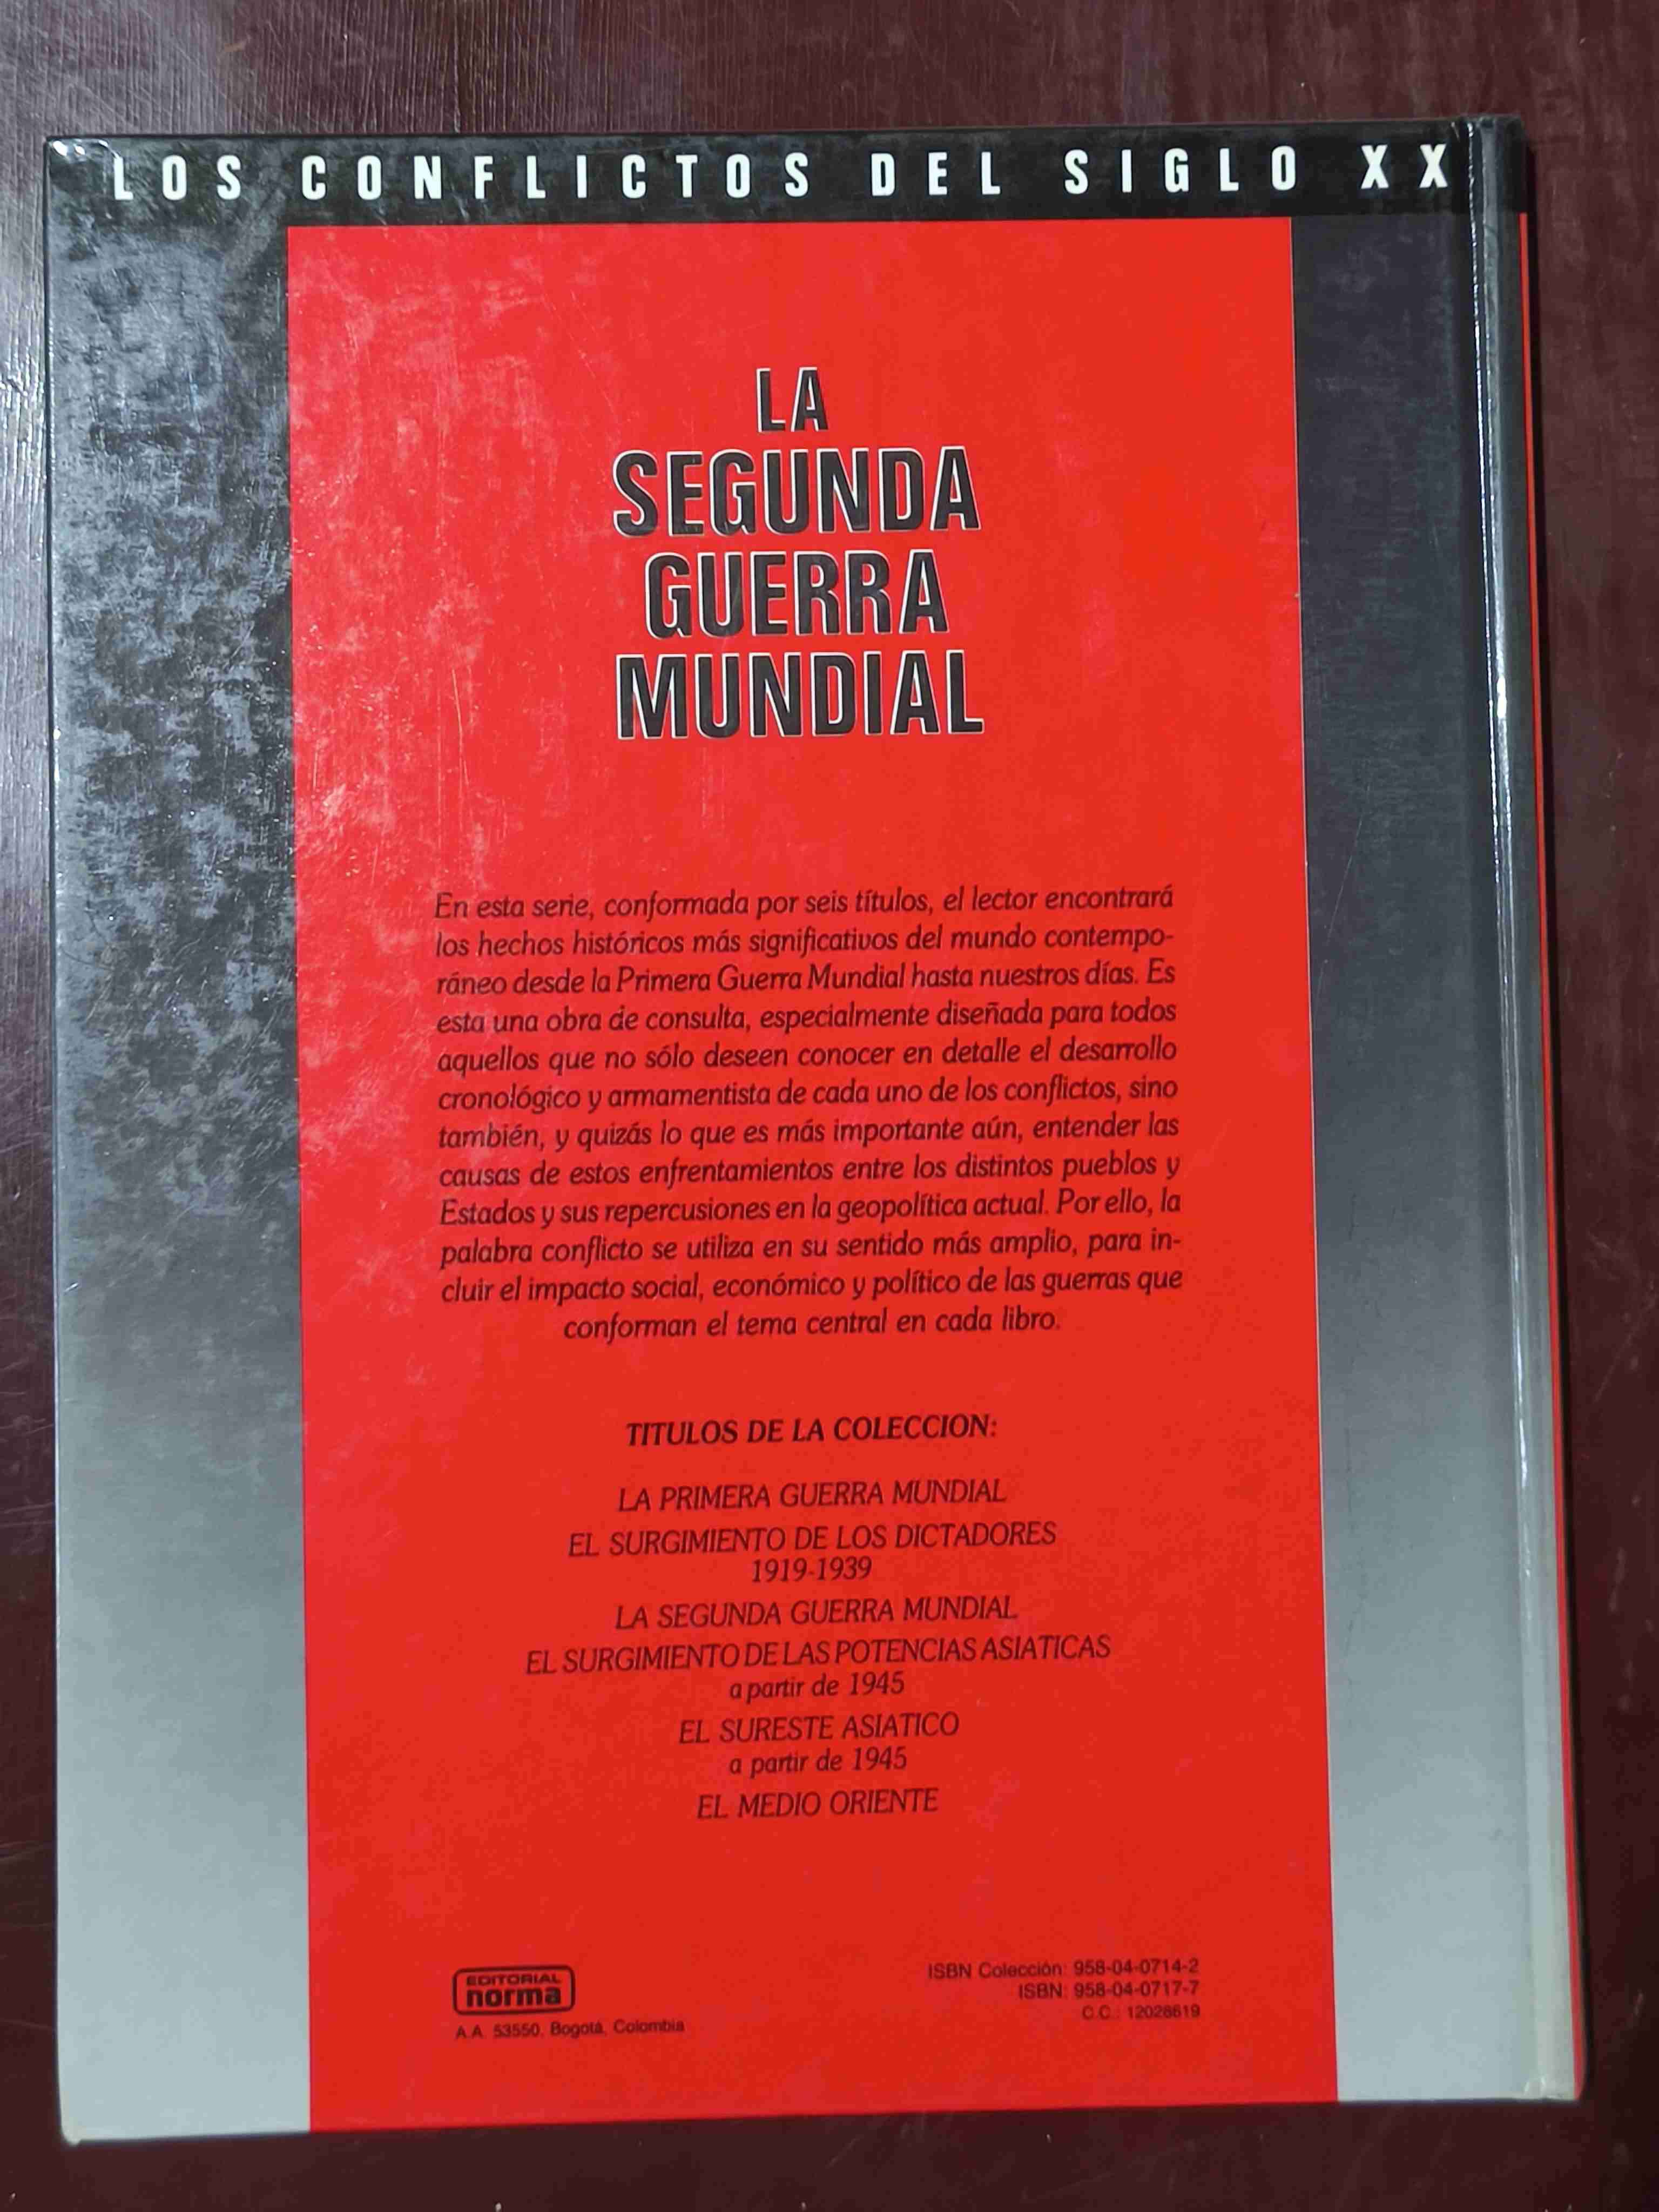 LOS CONFLICTOS DEL SIGLO XX
LA
SEGUNDA
GUERRA
MUNDIAL
En esta serie, conformada por seis títulos, el lector encontrará
los hechos históricos más significativos del mundo contempo-
ráneo desde la Primera Guerra Mundial hasta nuestros días. Es
esta una obra de consulta, especialmente diseñada para todos
aquellos que no sólo deseen conocer en detalle el desarrollo
cronológico y armamentista de cada uno de los conflictos, sino
también, y quizás lo que es más importante aún, entender las
causas de estos enfrentamientos entre los distintos pueblos y
Estados y sus repercusiones en la geopolítica actual. Por ello, la
palabra conflicto se utiliza en su sentido más amplio, para in-
cluir el impacto social, económico y político de las guerras que
conforman el tema central en cada libro.
TITULOS DE LA COLECCION:
LA PRIMERA GUERRA MUNDIAL
EL SURGIMIENTO DE LOS DICTADORES
1919-1939
LA SEGUNDA GUERRA MUNDIAL
EL SURGIMIENTO DE LAS POTENCIAS ASIATICAS
a partir de 1945
EL SURESTE ASIATICO
a partir de 1945
EL MEDIO ORIENTE
EDITORIAL
norma
A.A. 53550, Bogotá, Colombia
ISBN Colección: 958-04-0714-2
ISBN: 958-04-0717-7
C.C.: 12028619